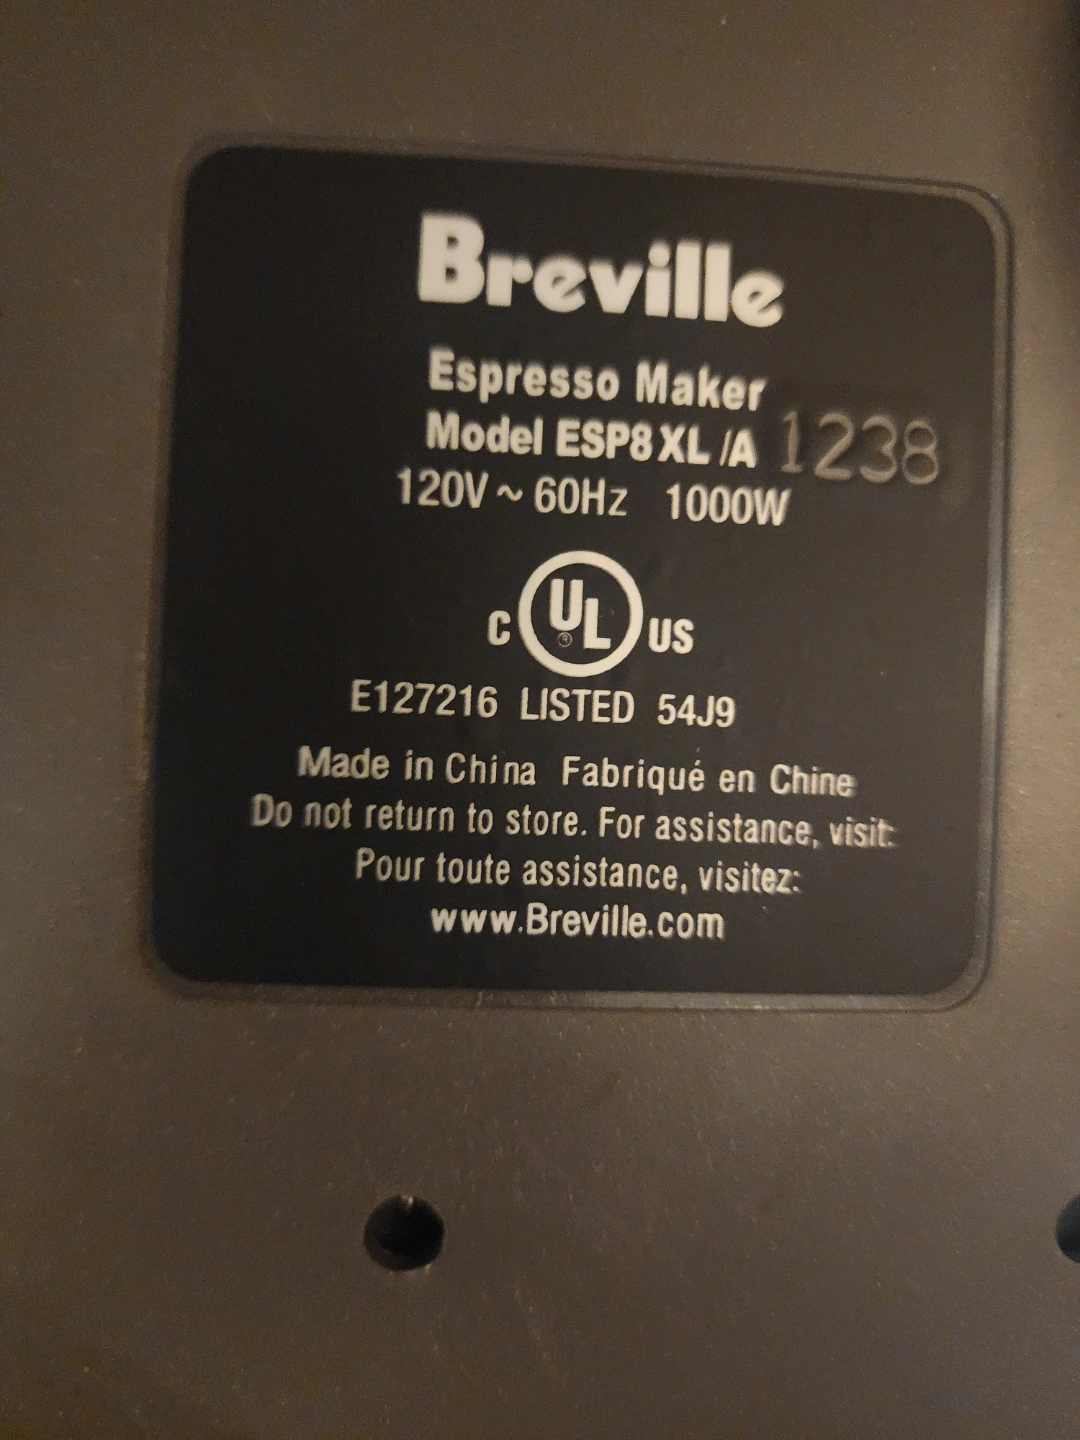 Breville
Espresso Maker
Model ESP8 XL /A 1238
120V ~ 60Hz 1000W
C UL ® US
E127216 LISTED 54J9
Made in China Fabriqué en Chine
Do not return to store. For assistance, visit:
Pour toute assistance, visitez:
www.Breville.com